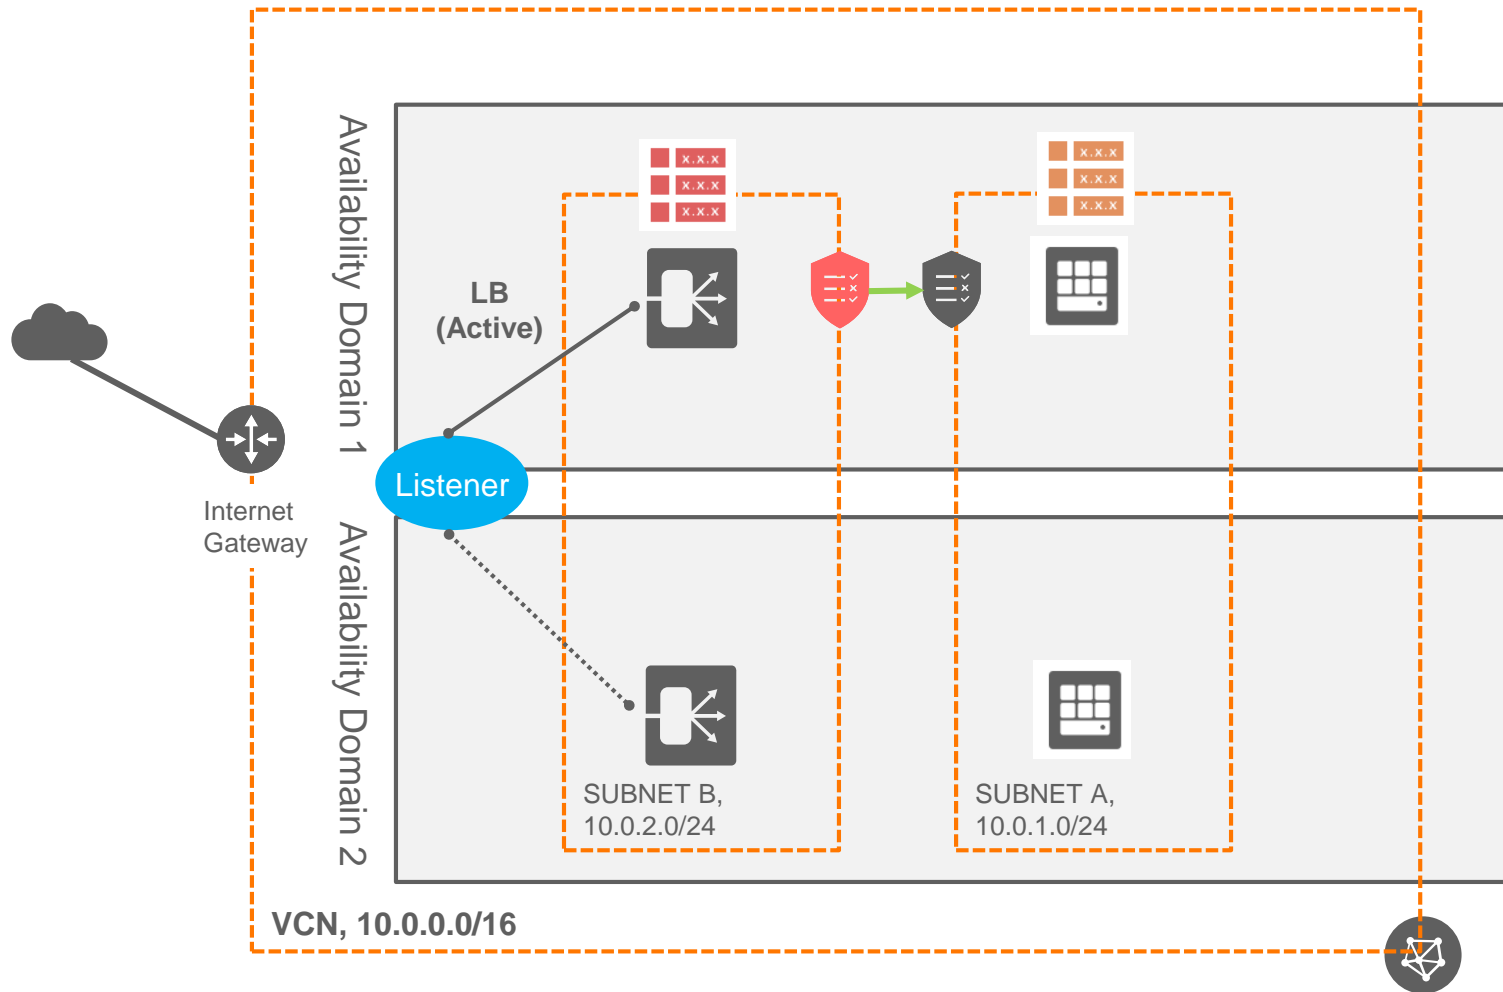 Availability Domain 1
x.x.x
x.x.x
x.x.x
x.x.x
x.x.x
x.x.x
LB
(Active)
Listener
Internet
Gateway
Availability Domain 2
SUBNET B,
10.0.2.0/24
SUBNET A,
10.0.1.0/24
VCN, 10.0.0.0/16